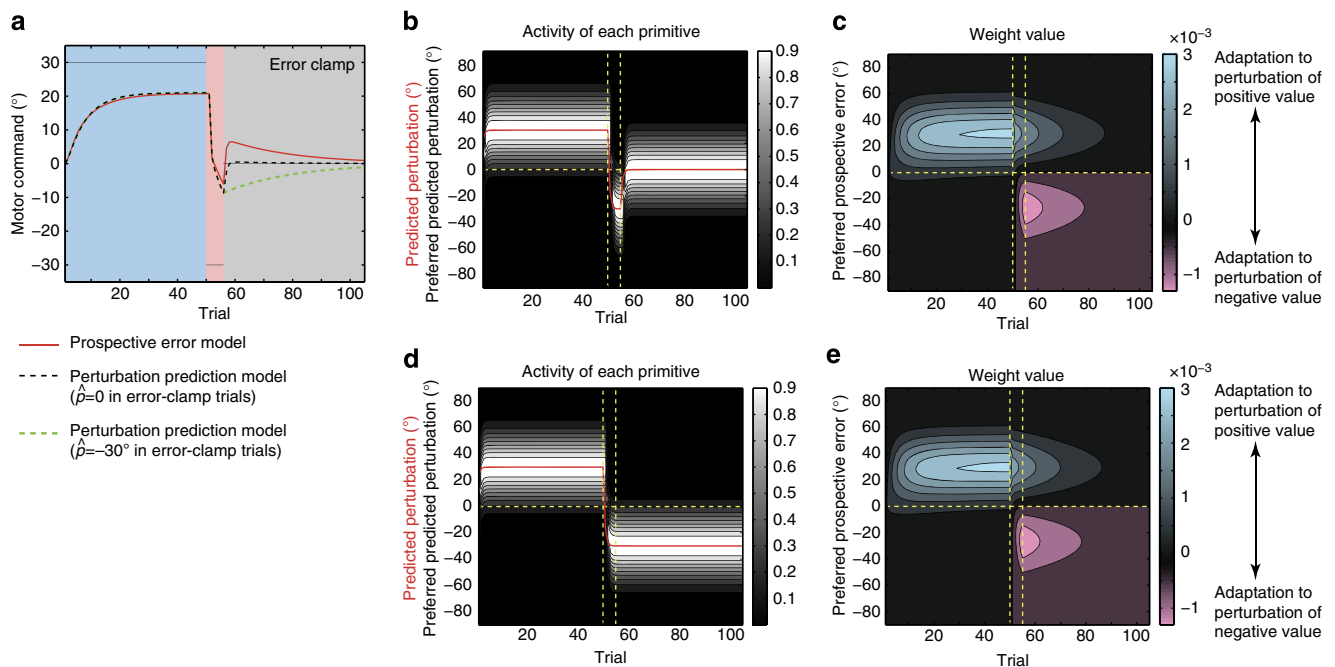 a
Error clamp
Motor command (°)
30
20
10
0
−10
−20
−30
20
40
60
80
100
Trial
Prospective error model
Perturbation prediction model
(p̂=0 in error-clamp trials)
Perturbation prediction model
(p̂=−30° in error-clamp trials)
b
Activity of each primitive
Predicted perturbation (°)
Preferred predicted perturbation (°)
80
60
40
20
0
−20
−40
−60
−80
20
40
60
80
100
Trial
0.9
0.8
0.7
0.6
0.5
0.4
0.3
0.2
0.1
c
Weight value
Preferred prospective error (°)
80
60
40
20
0
−20
−40
−60
−80
20
40
60
80
100
Trial
×10−3
3
2
1
0
−1
Adaptation to
perturbation of
positive value
Adaptation to
perturbation of
negative value
d
Activity of each primitive
Predicted perturbation (°)
Preferred predicted perturbation (°)
80
60
40
20
0
−20
−40
−60
−80
20
40
60
80
100
Trial
0.9
0.8
0.7
0.6
0.5
0.4
0.3
0.2
0.1
e
Weight value
Preferred prospective error (°)
80
60
40
20
0
−20
−40
−60
−80
20
40
60
80
100
Trial
×10−3
3
2
1
0
−1
Adaptation to
perturbation of
positive value
Adaptation to
perturbation of
negative value